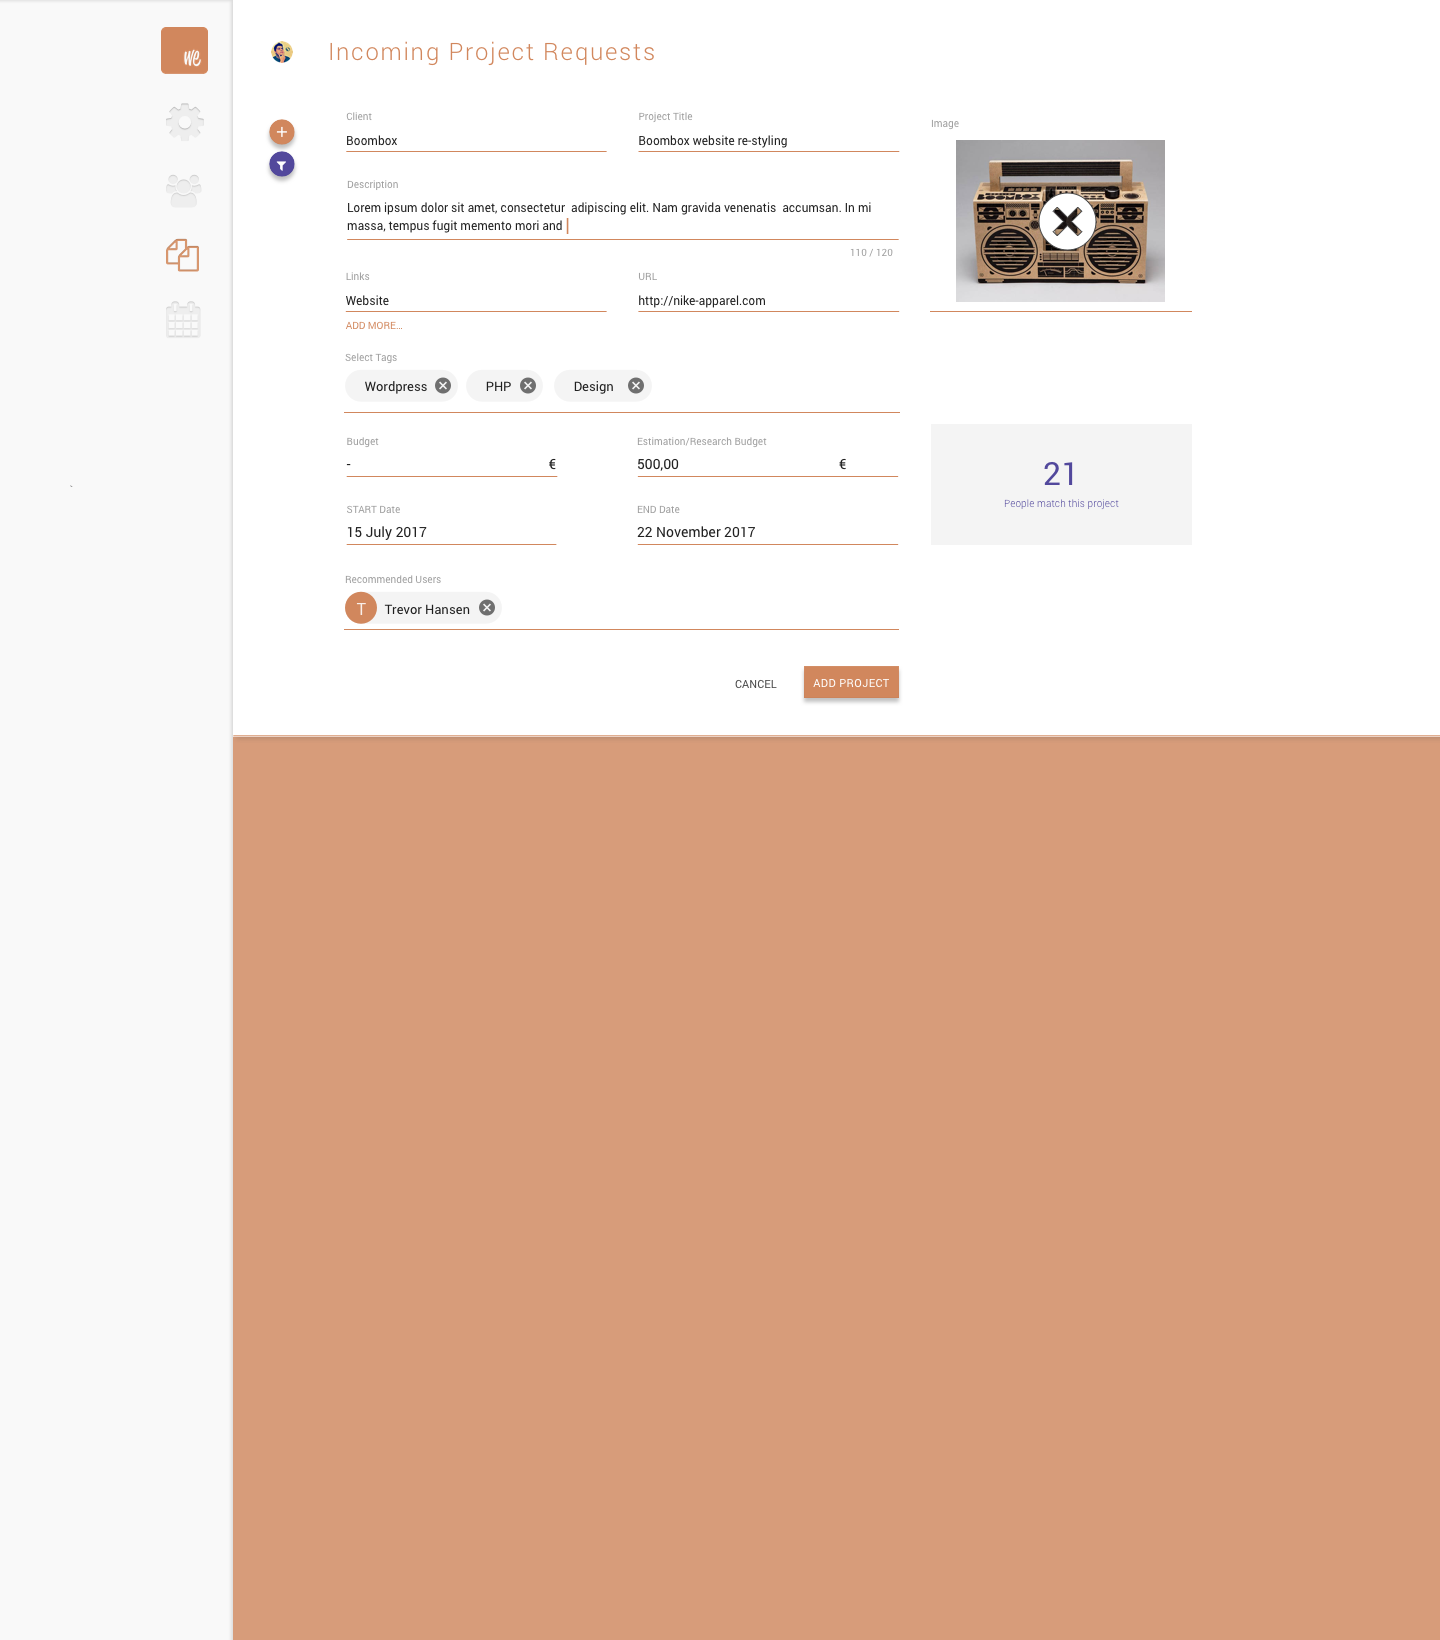 we
Incoming Project Requests
Client
Project Title
Image
Boombox
Boombox website re-styling
Description
Lorem ipsum dolor sit amet, consectetur  adipiscing elit. Nam gravida venenatis  accumsan. In mi
massa, tempus fugit memento mori and
110 / 120
Links
URL
Website
http://nike-apparel.com
ADD MORE...
Select Tags
Wordpress
PHP
Design
Budget
Estimation/Research Budget
- €
500,00 €
21
People match this project
START Date
END Date
15 July 2017
22 November 2017
Recommended Users
T Trevor Hansen
CANCEL
ADD PROJECT